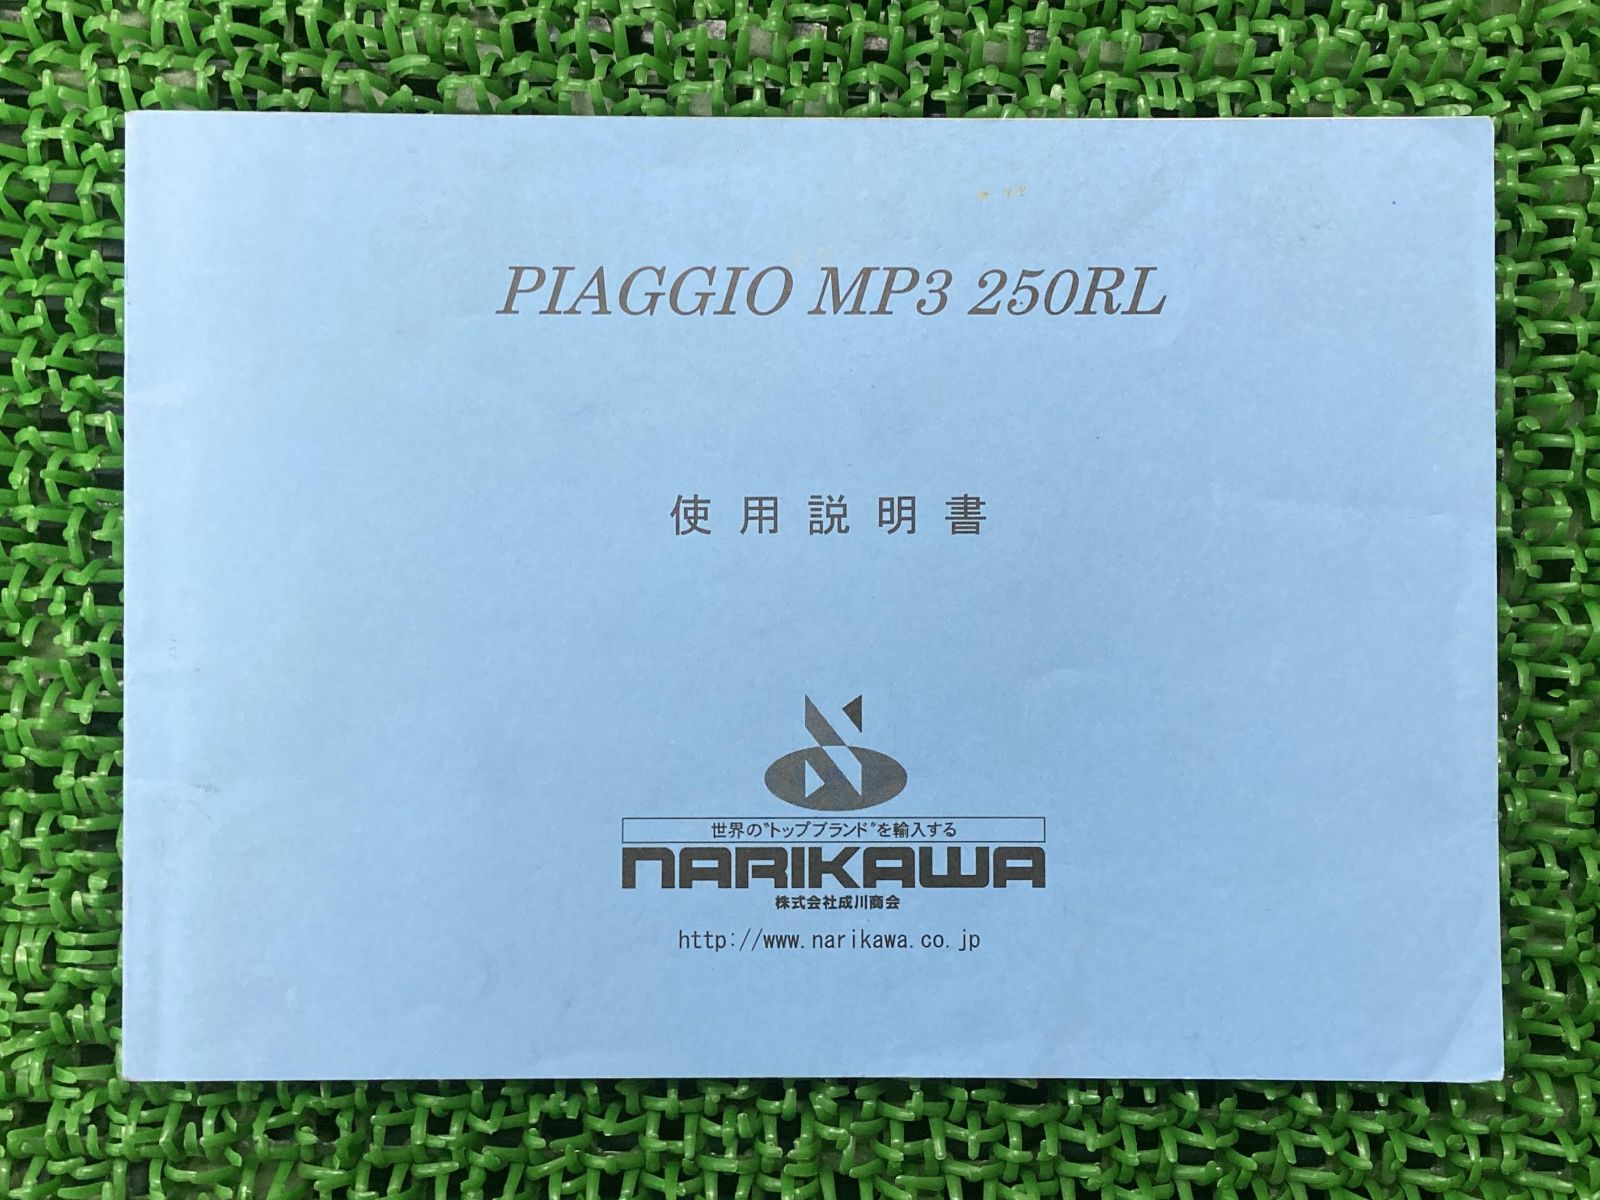 PIAGGIO MP3 250RL
使用説明書
世界の〝トップブランド〟を輸入する
NARIKAWA
株式会社成川商会
http://www.narikawa.co.jp